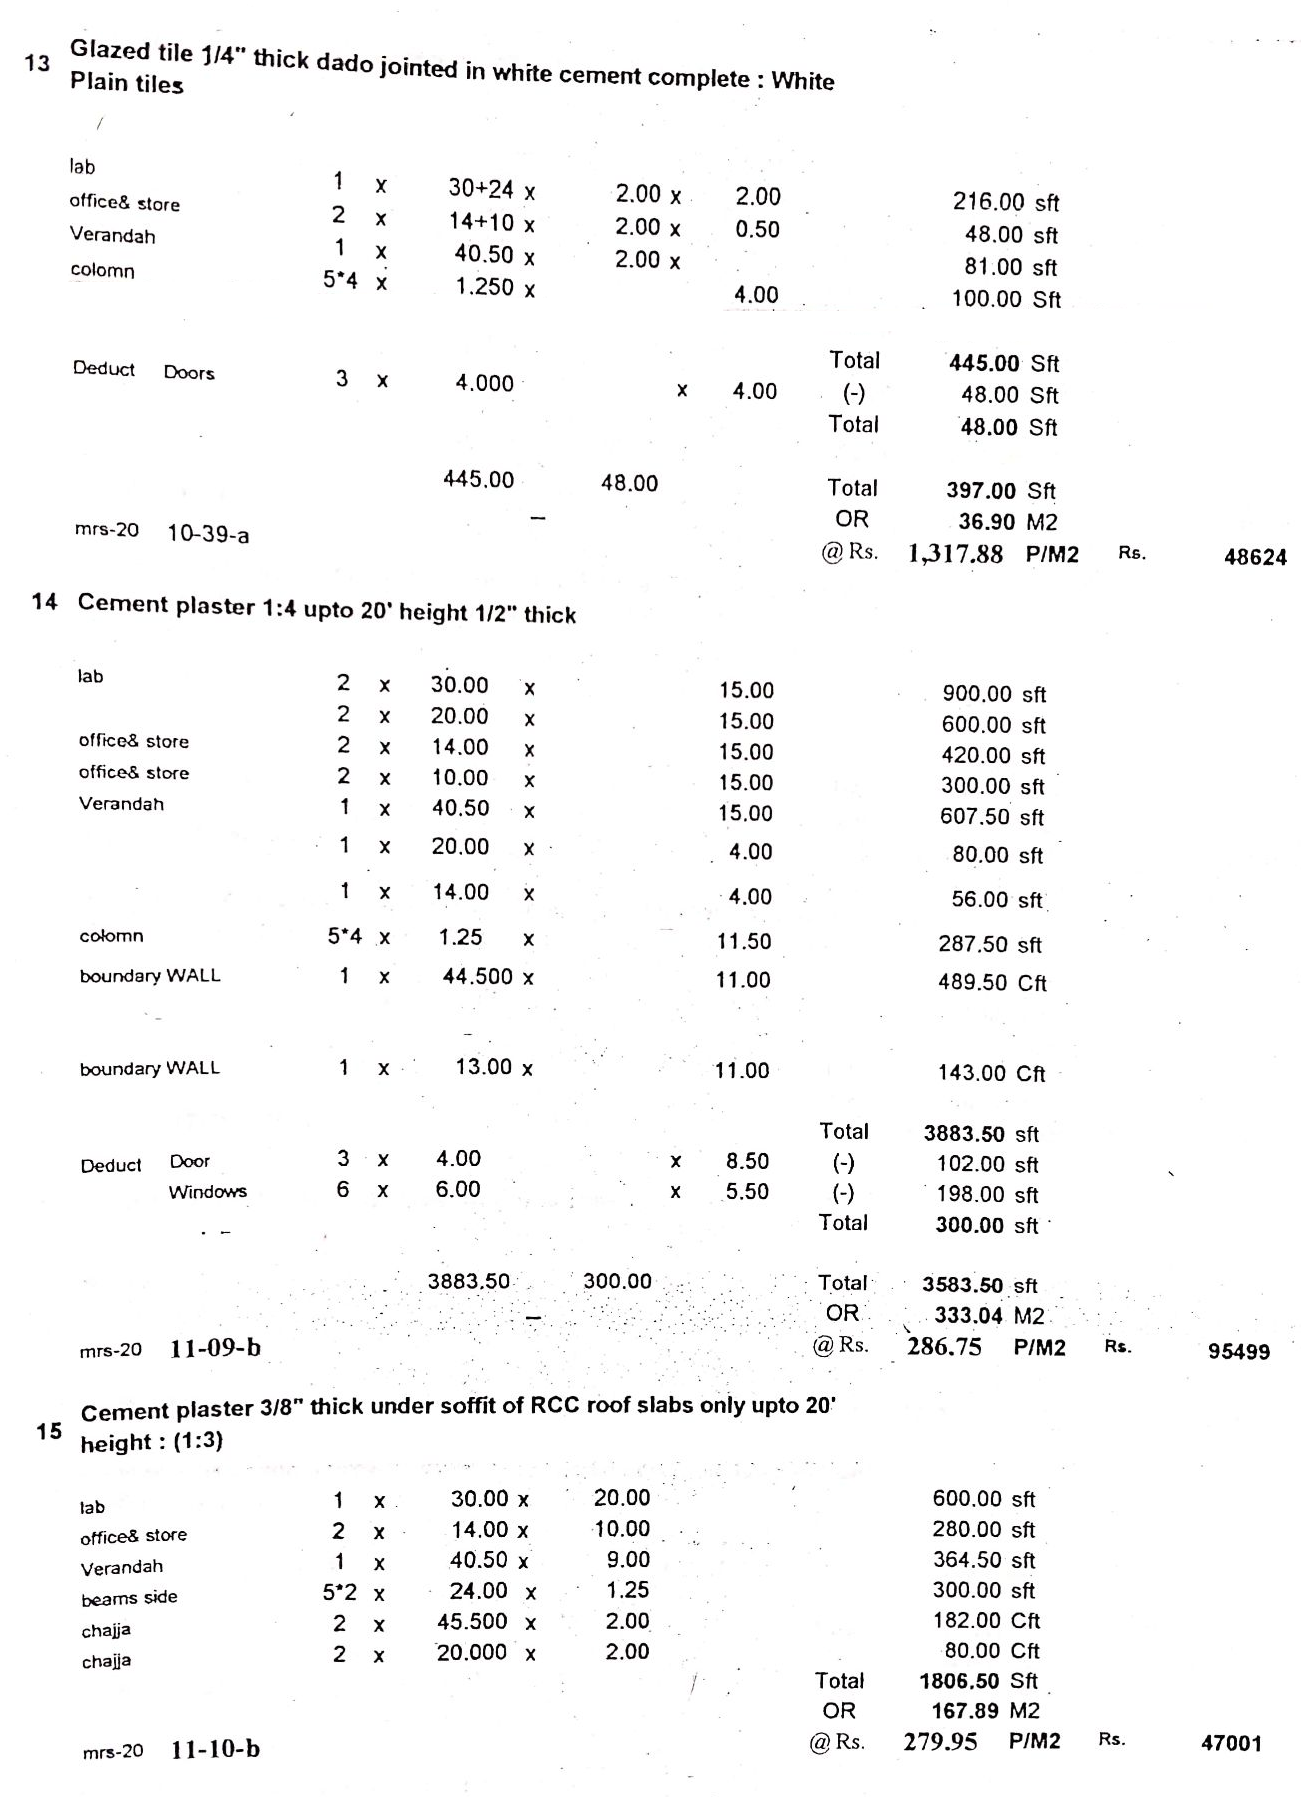 13 Glazed tile 1/4" thick dado jointed in white cement complete : White
Plain tiles
lab 1 x 30+24 x 2.00 x 2.00 216.00 sft
office& store 2 x 14+10 x 2.00 x 0.50 48.00 sft
Verandah 1 x 40.50 x 2.00 x 81.00 sft
colomn 5*4 x 1.250 x 4.00 100.00 Sft
Total 445.00 Sft
Deduct Doors 3 x 4.000 x 4.00 (-) 48.00 Sft
Total 48.00 Sft
445.00 – 48.00 Total 397.00 Sft
OR 36.90 M2
mrs-20 10-39-a @ Rs. 1,317.88 P/M2 Rs. 48624
14 Cement plaster 1:4 upto 20' height 1/2" thick
lab 2 x 30.00 x 15.00 900.00 sft
2 x 20.00 x 15.00 600.00 sft
office& store 2 x 14.00 x 15.00 420.00 sft
office& store 2 x 10.00 x 15.00 300.00 sft
Verandah 1 x 40.50 x 15.00 607.50 sft
1 x 20.00 x 4.00 80.00 sft
1 x 14.00 x 4.00 56.00 sft
colomn 5*4 x 1.25 x 11.50 287.50 sft
boundary WALL 1 x 44.500 x 11.00 489.50 Cft
boundary WALL 1 x 13.00 x 11.00 143.00 Cft
Total 3883.50 sft
Deduct Door 3 x 4.00 x 8.50 (-) 102.00 sft
Windows 6 x 6.00 x 5.50 (-) 198.00 sft
Total 300.00 sft
3883.50 – 300.00 Total 3583.50 sft
OR 333.04 M2
mrs-20 11-09-b @ Rs. 286.75 P/M2 Rs. 95499
15 Cement plaster 3/8" thick under soffit of RCC roof slabs only upto 20'
height : (1:3)
lab 1 x 30.00 x 20.00 600.00 sft
office& store 2 x 14.00 x 10.00 280.00 sft
Verandah 1 x 40.50 x 9.00 364.50 sft
beams side 5*2 x 24.00 x 1.25 300.00 sft
chajja 2 x 45.500 x 2.00 182.00 Cft
chajja 2 x 20.000 x 2.00 80.00 Cft
Total 1806.50 Sft
OR 167.89 M2
mrs-20 11-10-b @ Rs. 279.95 P/M2 Rs. 47001